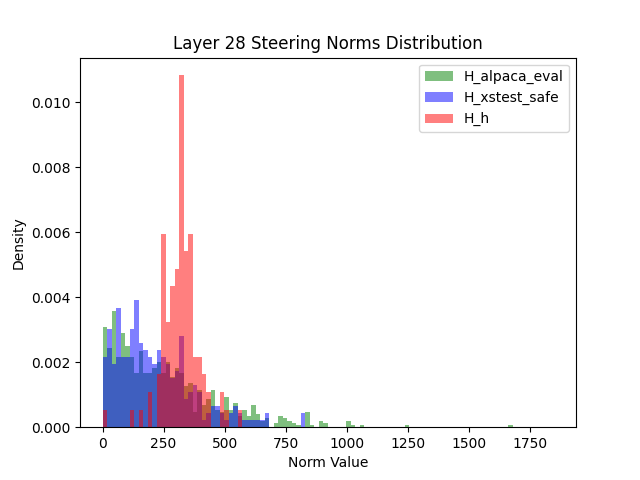 Layer 28 Steering Norms Distribution
H_alpaca_eval
H_xstest_safe
H_h
Density
0.010
0.008
0.006
0.004
0.002
0.000
0 250 500 750 1000 1250 1500 1750
Norm Value